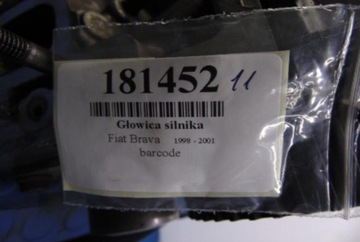 181452 11
Głowica silnika
Fiat Brava 1998 - 2001
barcode